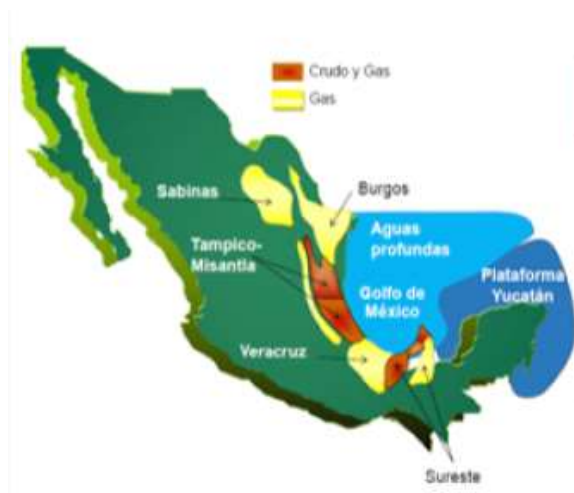 Crudo y Gas
Gas
Sabinas
Burgos
Tampico-
Misantla
Aguas
profundas
Plataforma
Yucatán
Golfo de
México
Veracruz
Sureste